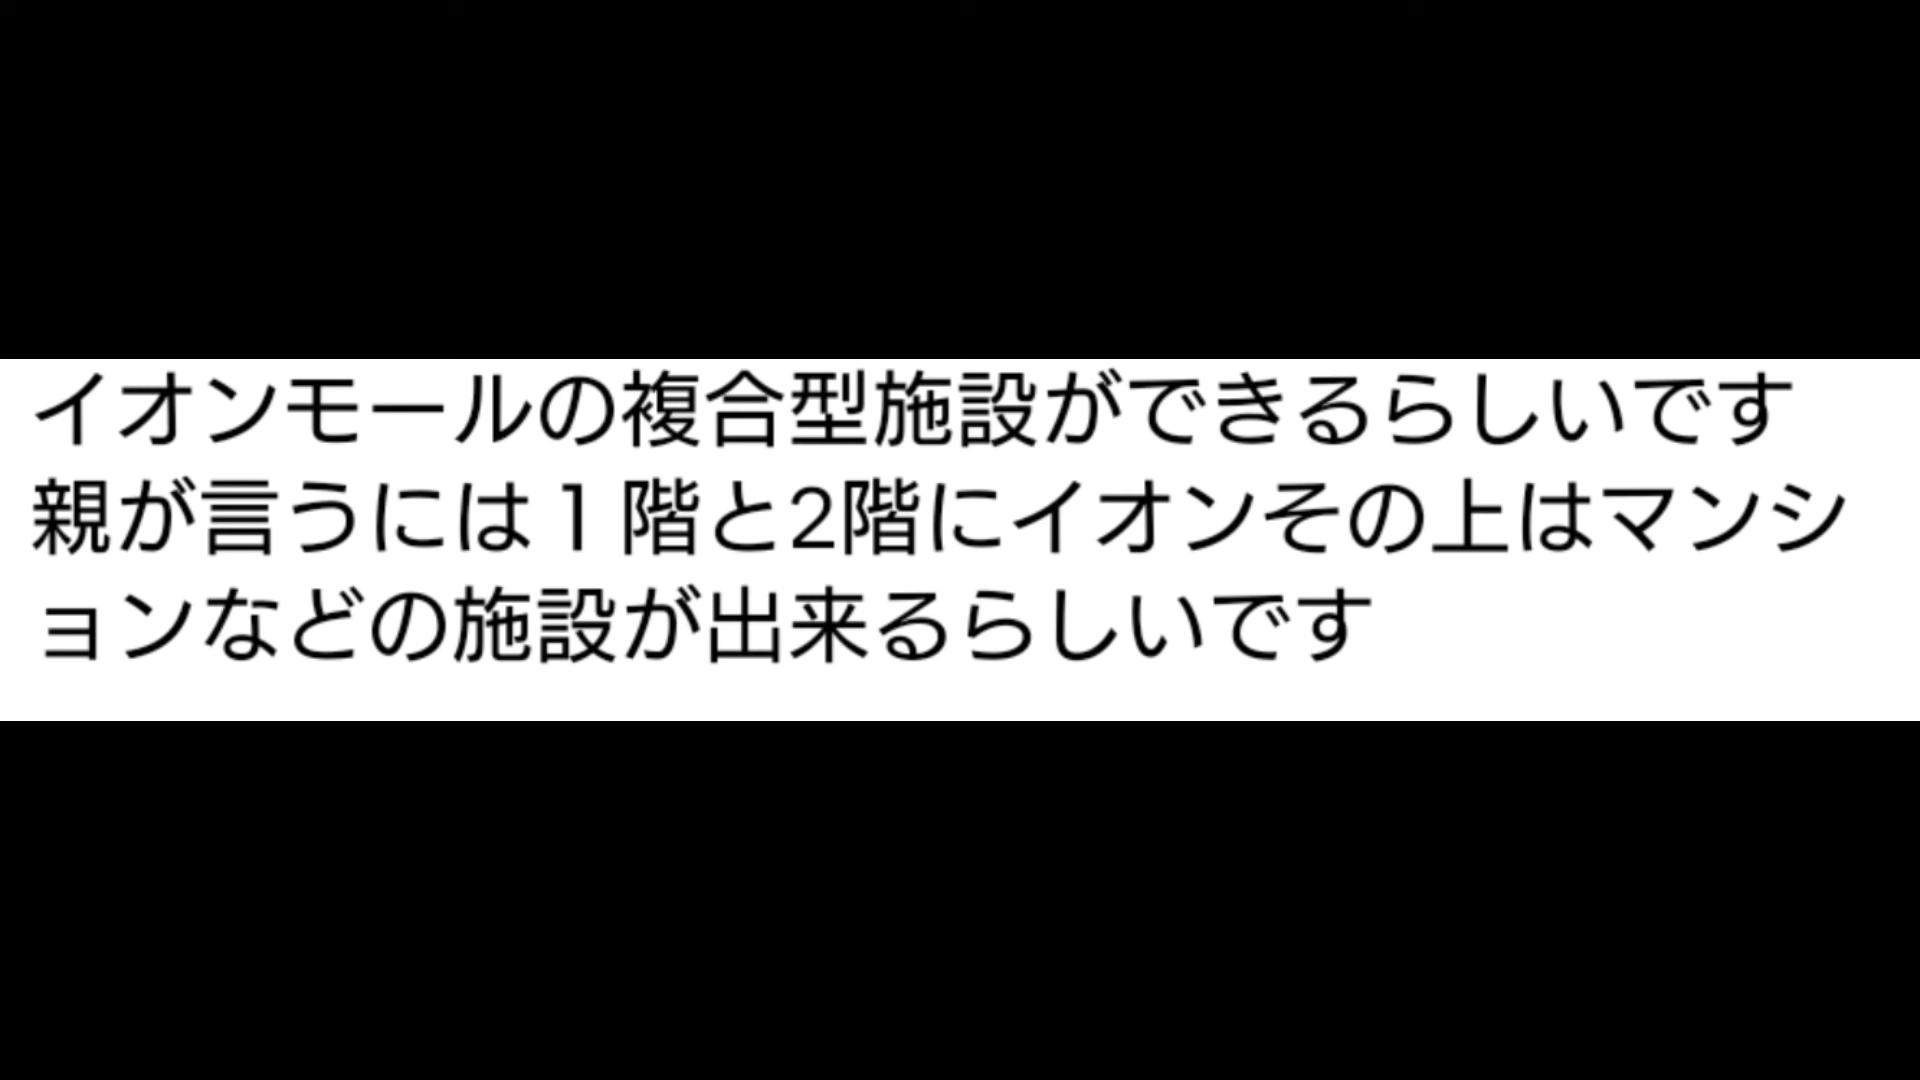 イオンモールの複合型施設ができるらしいです
親が言うには１階と2階にイオンその上はマンシ
ョンなどの施設が出来るらしいです